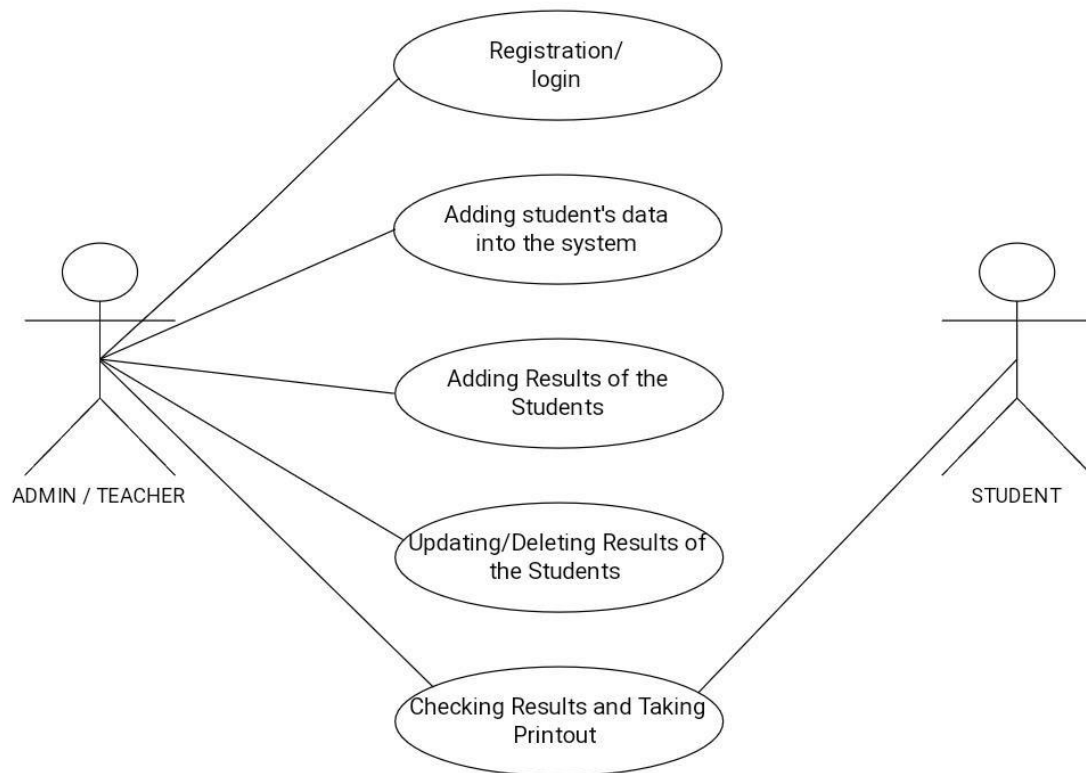 Registration/
login
Adding student's data
into the system
Adding Results of the
Students
ADMIN / TEACHER
STUDENT
Updating/Deleting Results of
the Students
Checking Results and Taking
Printout